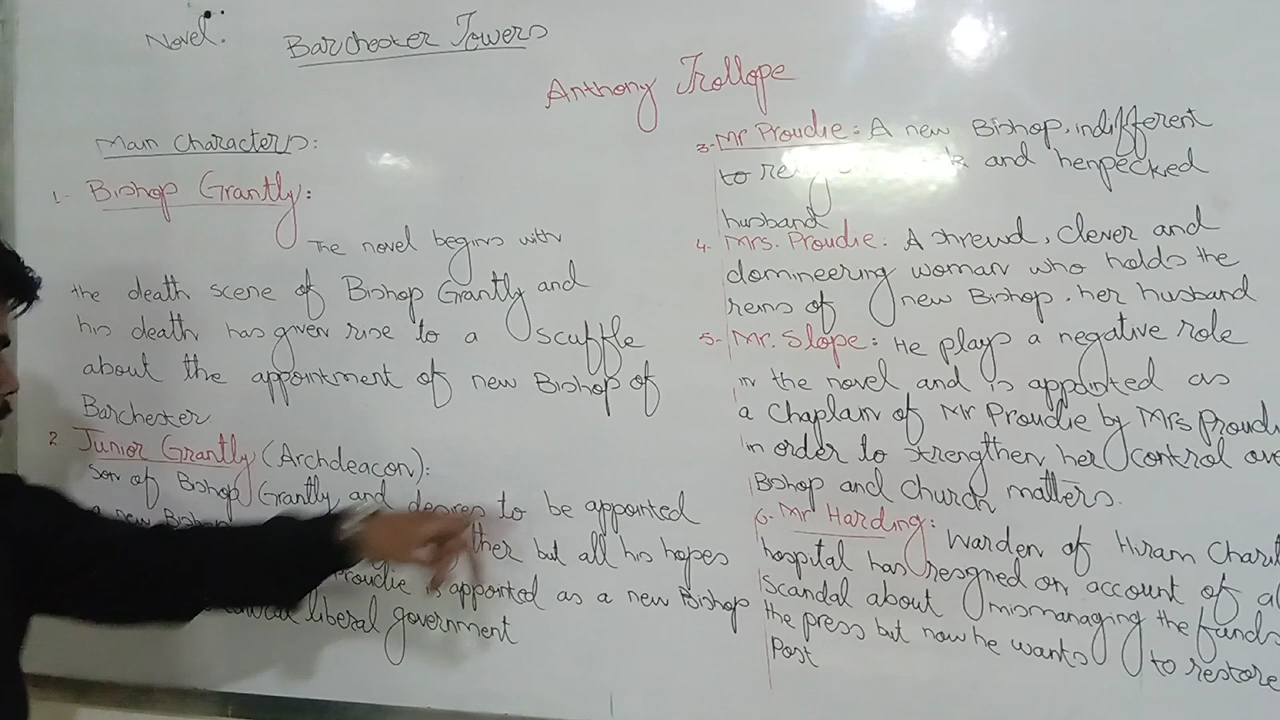 Novel: Barchester Towers
Anthony Trollope
Main Characters:
1- Bishop Grantly:
The novel begins with
the death scene of Bishop Grantly and
his death has given rise to a scuffle
about the appointment of new Bishop of
Barchester
2 Junior Grantly (Archdeacon):
Son of Bishop Grantly and desires to be appointed
a new Bishop
but all his hopes
Proudie is appointed as a new Bishop
liberal government
3- Mr Proudie: A new Bishop, indifferent
to and henpecked
husband
4- Mrs. Proudie: A shrewd, clever and
domineering woman who holds the
reins of new Bishop, her husband
5- Mr. Slope: He plays a negative role
in the novel and is appointed as
a Chaplain of Mr Proudie by Mrs Proudi
in order to strengthen her control ove
Bishop and Church matters.
6- Mr Harding: Warden of Hiram Charit
hospital has resigned on account of a
Scandal about mismanaging the funds
the press but now he wants to restore
Post